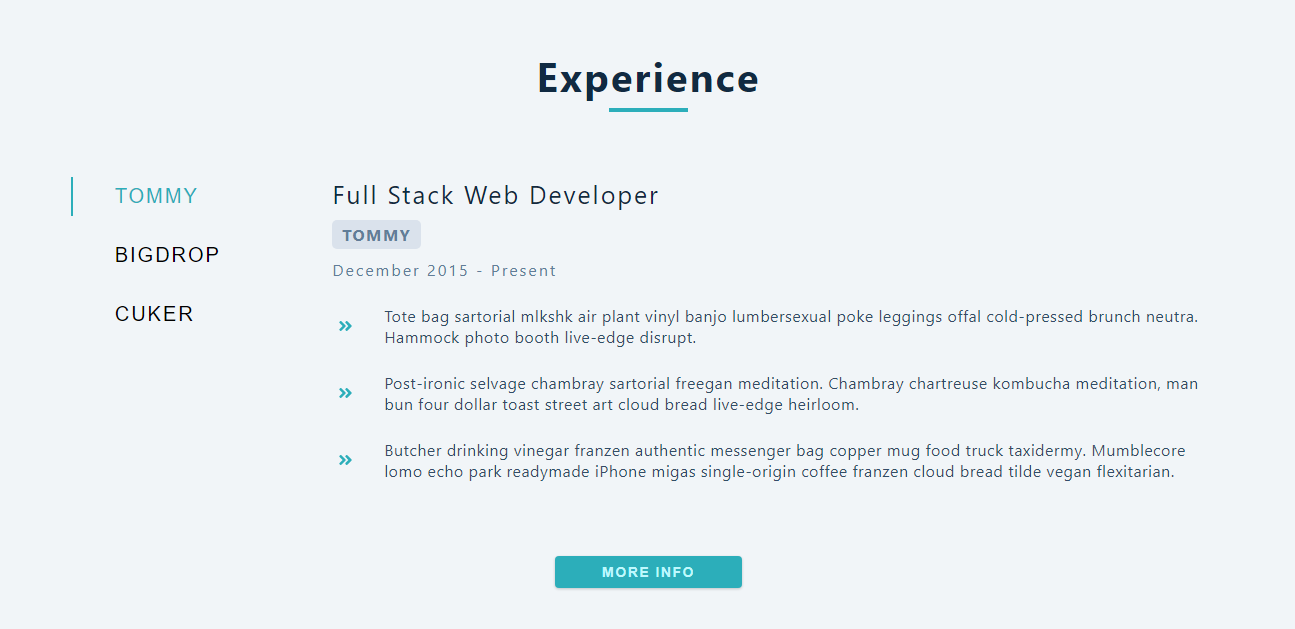 Experience
TOMMY
BIGDROP
CUKER
Full Stack Web Developer
TOMMY
December 2015 - Present
Tote bag sartorial mlkshk air plant vinyl banjo lumbersexual poke leggings offal cold-pressed brunch neutra.
Hammock photo booth live-edge disrupt.
Post-ironic selvage chambray sartorial freegan meditation. Chambray chartreuse kombucha meditation, man
bun four dollar toast street art cloud bread live-edge heirloom.
Butcher drinking vinegar franzen authentic messenger bag copper mug food truck taxidermy. Mumblecore
lomo echo park readymade iPhone migas single-origin coffee franzen cloud bread tilde vegan flexitarian.
MORE INFO